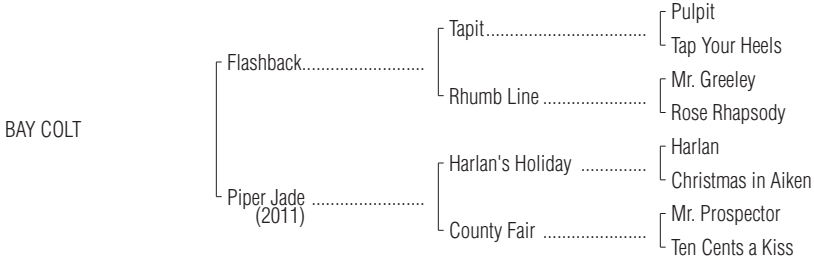 Pulpit
Tapit..................................
Tap Your Heels
Flashback..........................
Mr. Greeley
Rhumb Line ......................
Rose Rhapsody
BAY COLT
Harlan
Harlan's Holiday ..............
Christmas in Aiken
Piper Jade ........................
(2011)
Mr. Prospector
County Fair ......................
Ten Cents a Kiss